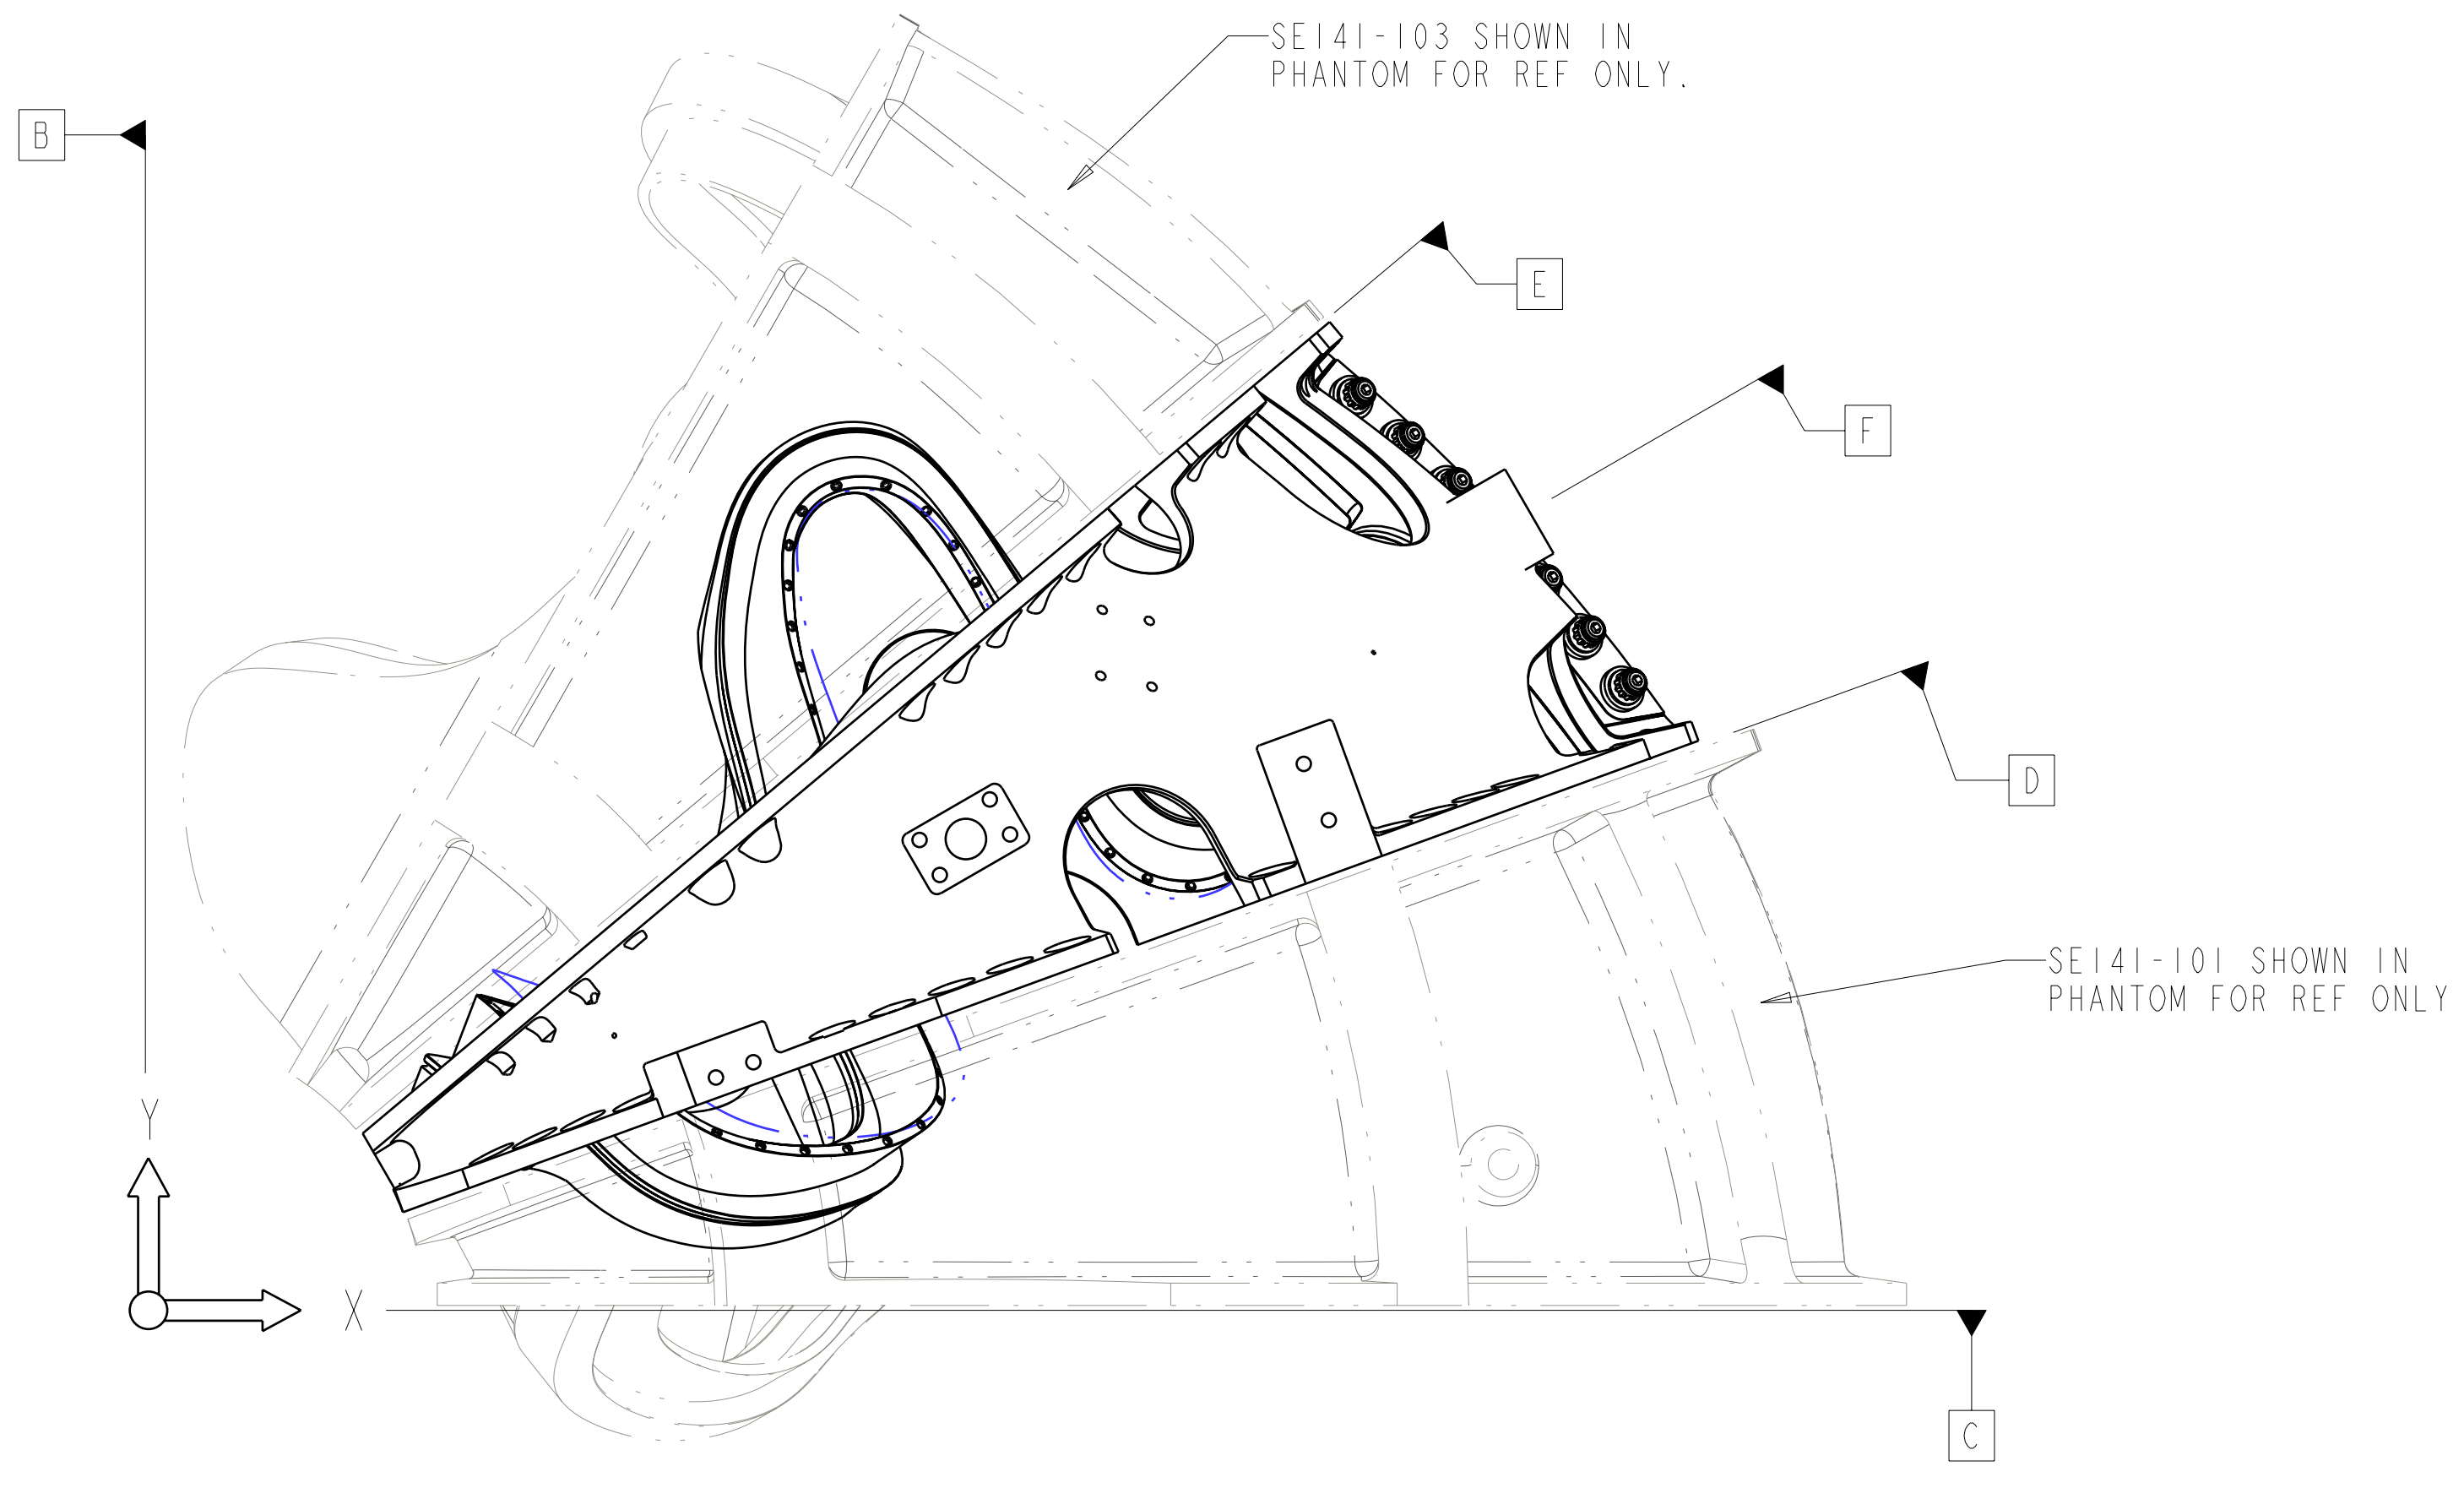 SE141-103 SHOWN IN
PHANTOM FOR REF ONLY.
B
E
F
D
SE141-101 SHOWN IN
PHANTOM FOR REF ONLY
Y
X
C